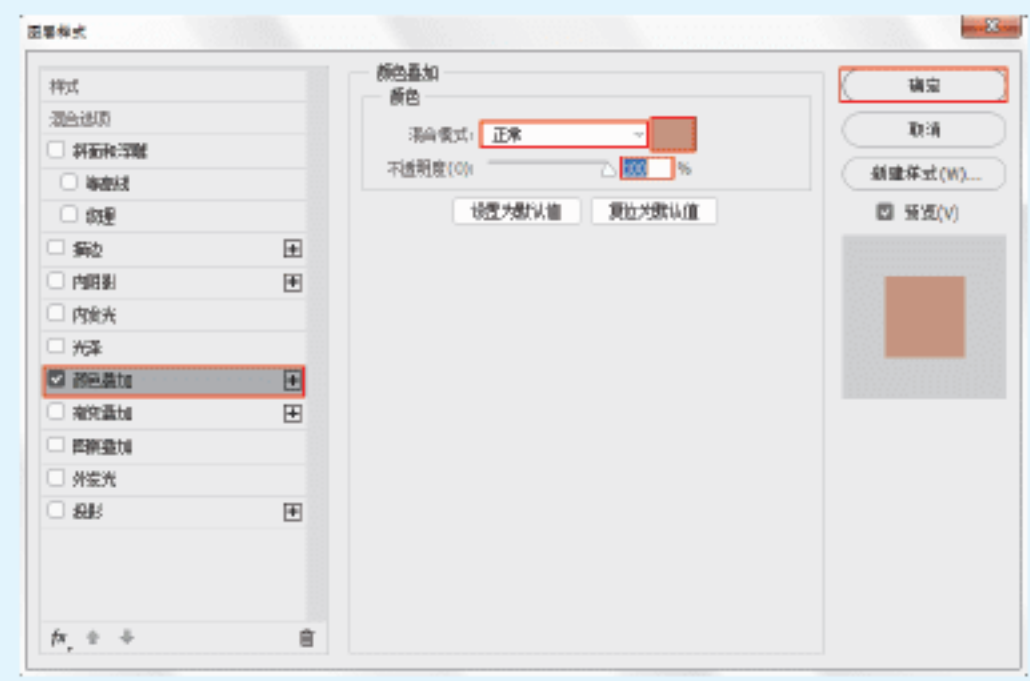 图层样式
样式
混合选项
斜面和浮雕
等高线
纹理
描边
内阴影
内发光
光泽
颜色叠加
渐变叠加
图案叠加
外发光
投影
fx
颜色叠加
颜色
混合模式: 正常
不透明度(O): 100 %
设置为默认值 复位为默认值
确定
取消
新建样式(W)...
预览(V)